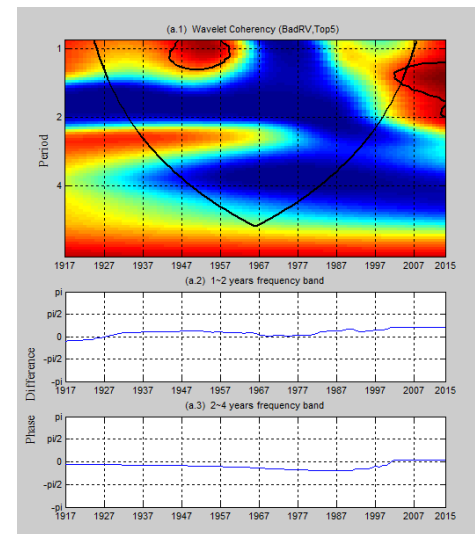 (a.1) Wavelet Coherency (BadRV,Top5)
Period
1
2
4
1917 1927 1937 1947 1957 1967 1977 1987 1997 2007 2015
(a.2) 1~2 years frequency band
pi
pi/2
0
-pi/2
-pi
1917 1927 1937 1947 1957 1967 1977 1987 1997 2007 2015
Phase Difference
(a.3) 2~4 years frequency band
pi
pi/2
0
-pi/2
-pi
1917 1927 1937 1947 1957 1967 1977 1987 1997 2007 2015